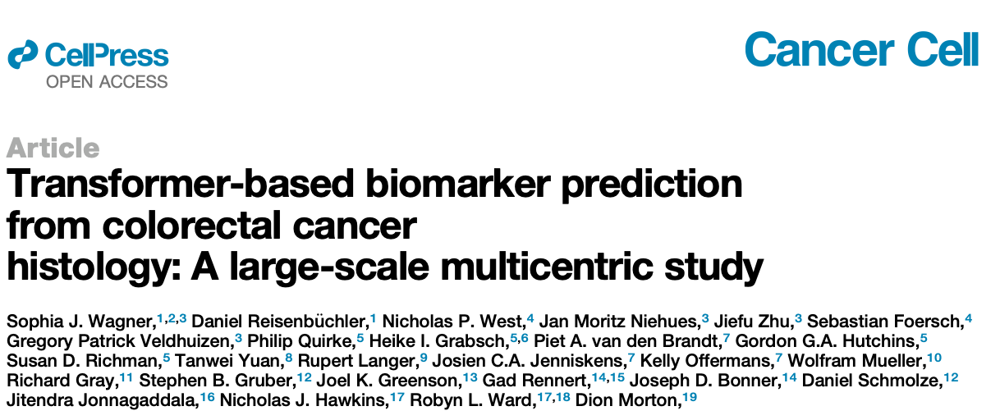 CellPress
OPEN ACCESS
Cancer Cell
Article
Transformer-based biomarker prediction
from colorectal cancer
histology: A large-scale multicentric study
Sophia J. Wagner,1,2,3 Daniel Reisenbüchler,1 Nicholas P. West,4 Jan Moritz Niehues,3 Jiefu Zhu,3 Sebastian Foersch,4
Gregory Patrick Veldhuizen,3 Philip Quirke,5 Heike I. Grabsch,5,6 Piet A. van den Brandt,7 Gordon G.A. Hutchins,5
Susan D. Richman,5 Tanwei Yuan,8 Rupert Langer,9 Josien C.A. Jenniskens,7 Kelly Offermans,7 Wolfram Mueller,10
Richard Gray,11 Stephen B. Gruber,12 Joel K. Greenson,13 Gad Rennert,14,15 Joseph D. Bonner,14 Daniel Schmolze,12
Jitendra Jonnagaddala,16 Nicholas J. Hawkins,17 Robyn L. Ward,17,18 Dion Morton,19